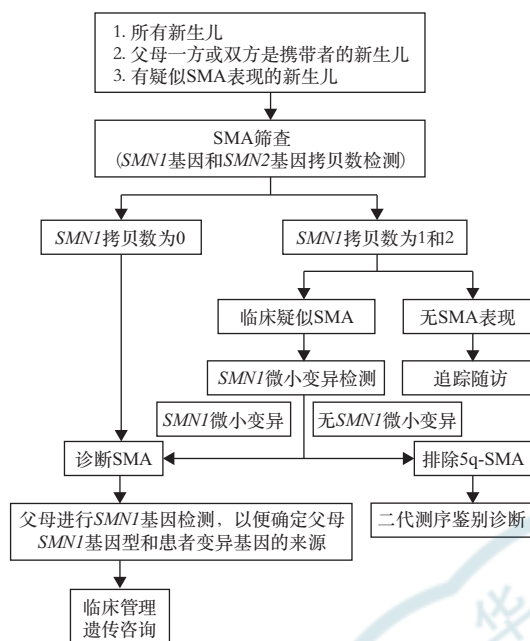 1. 所有新生儿
2. 父母一方或双方是携带者的新生儿
3. 有疑似SMA表现的新生儿
SMA筛查
(SMN1基因和SMN2基因拷贝数检测)
SMN1拷贝数为0
SMN1拷贝数为1和2
临床疑似SMA
无SMA表现
SMN1微小变异检测
追踪随访
SMN1微小变异
无SMN1微小变异
诊断SMA
排除5q-SMA
父母进行SMN1基因检测，以便确定父母
SMN1基因型和患者变异基因的来源
二代测序鉴别诊断
临床管理
遗传咨询
华